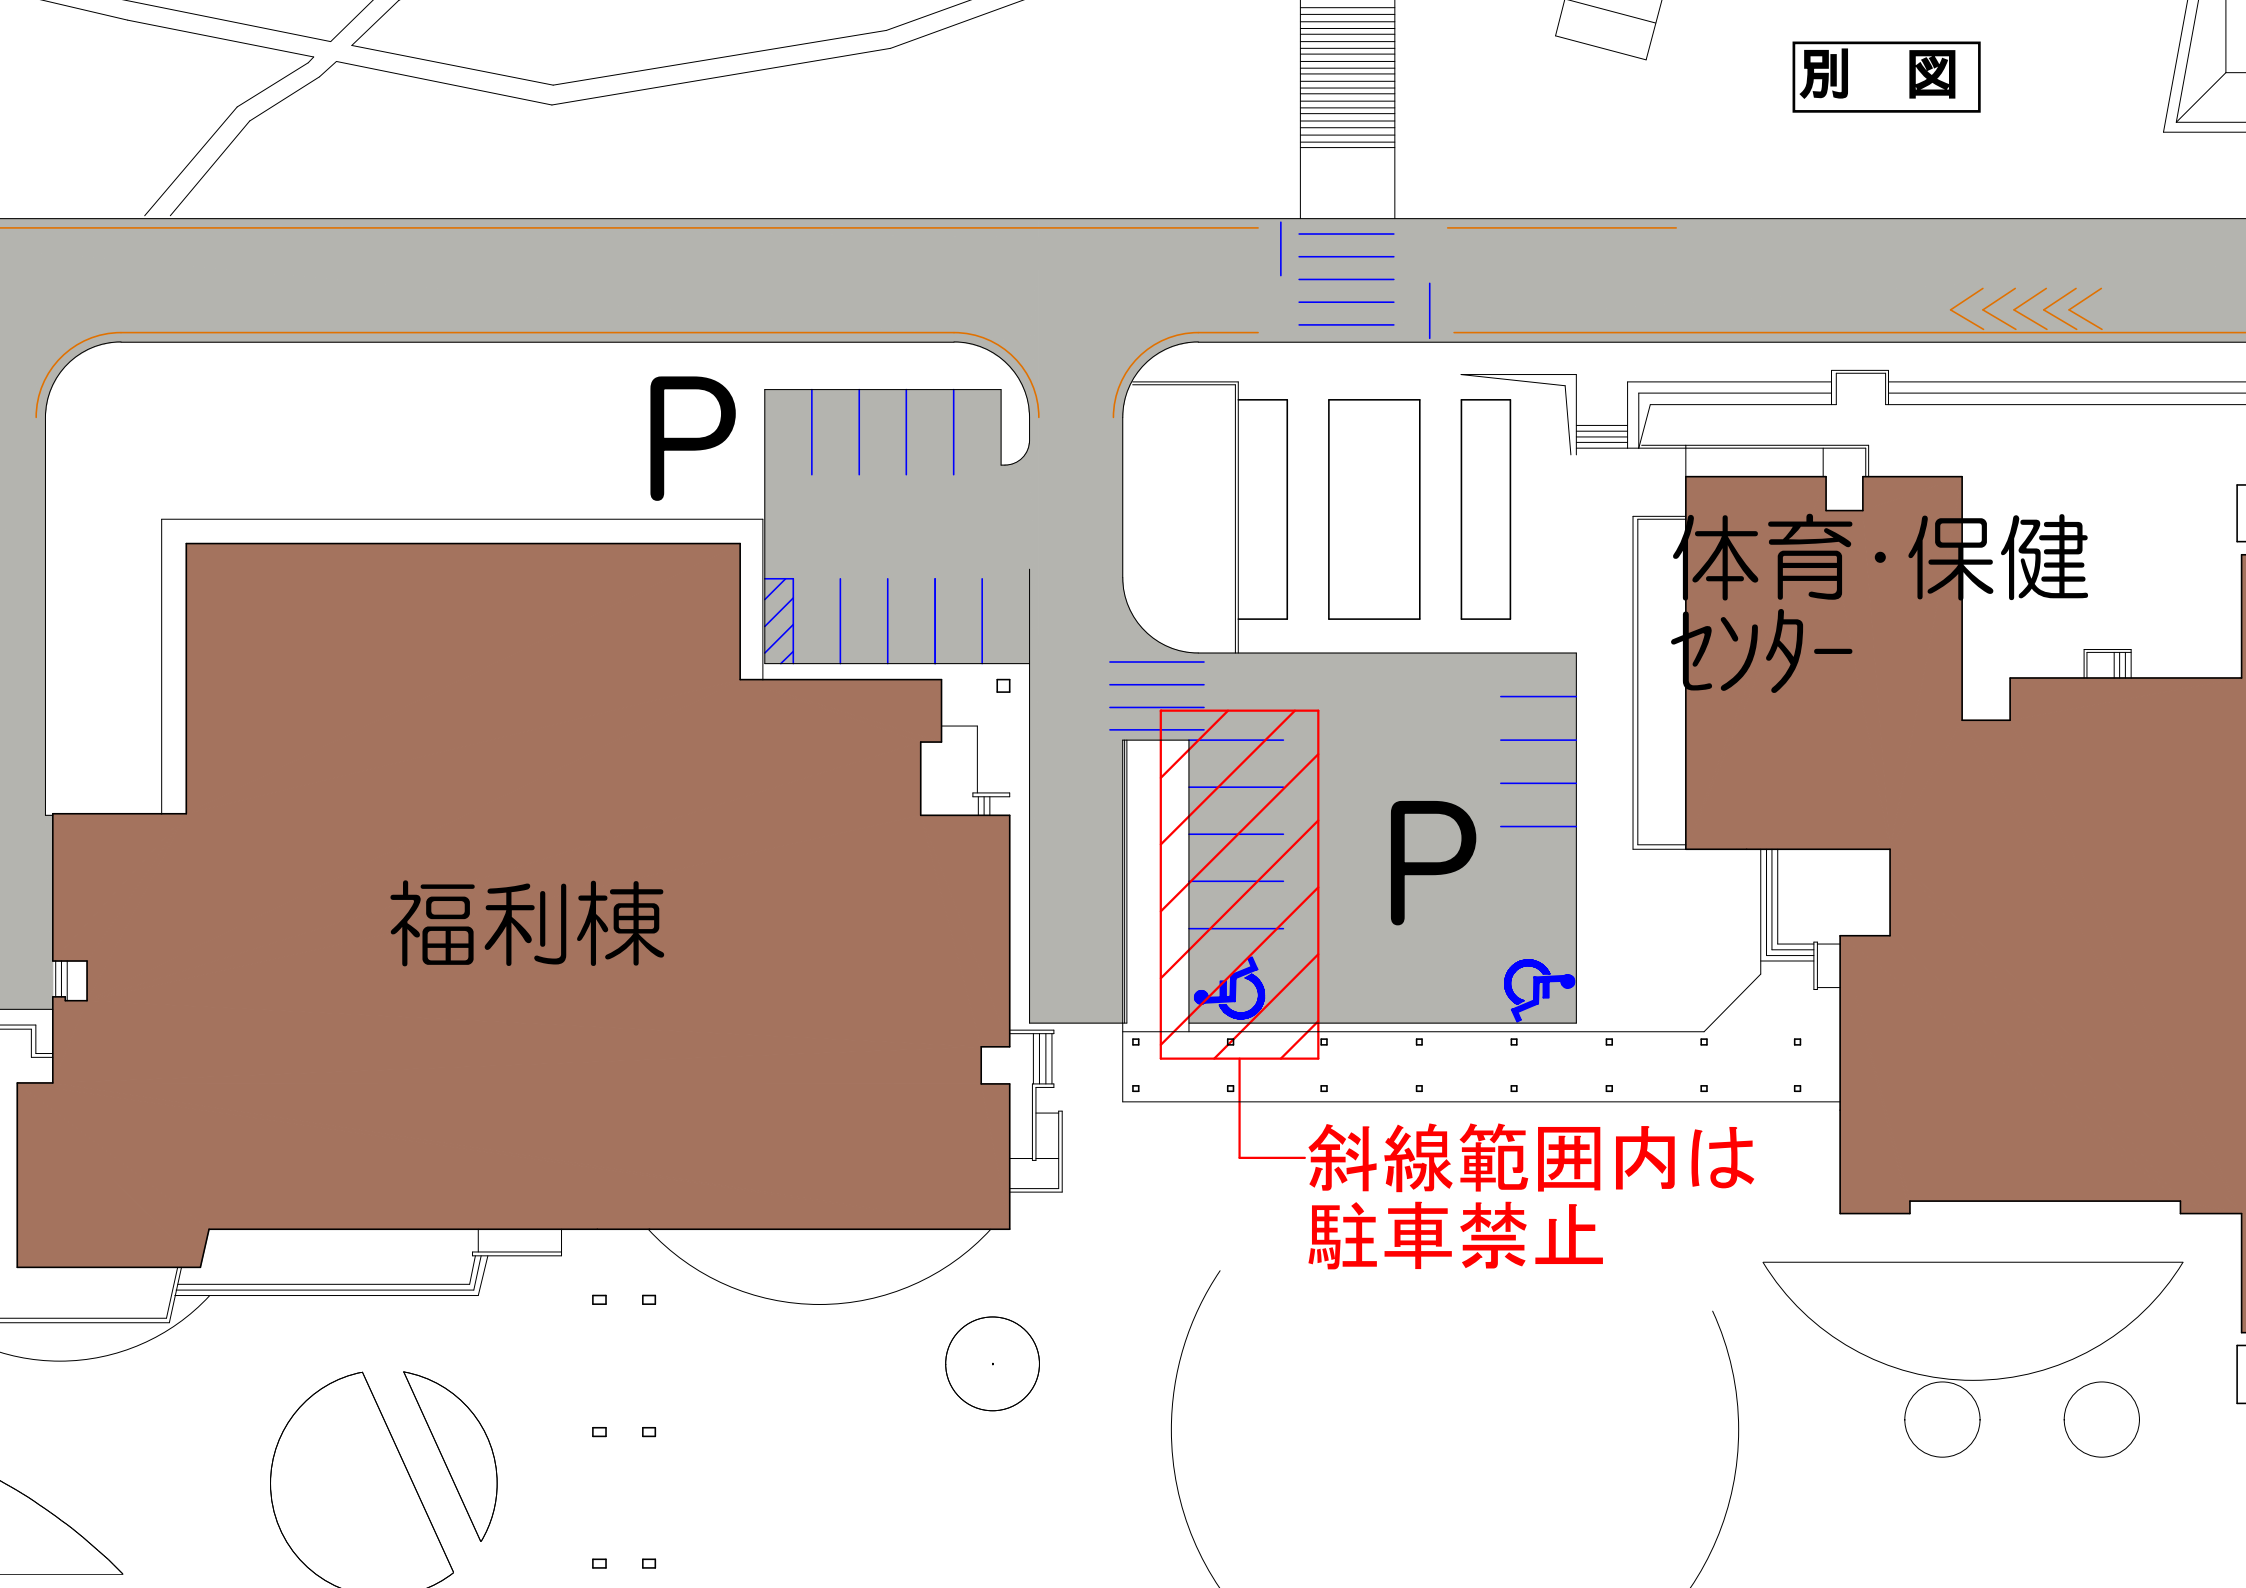 別　図
P
体育・保健
センター
P
福利棟
斜線範囲内は
駐車禁止